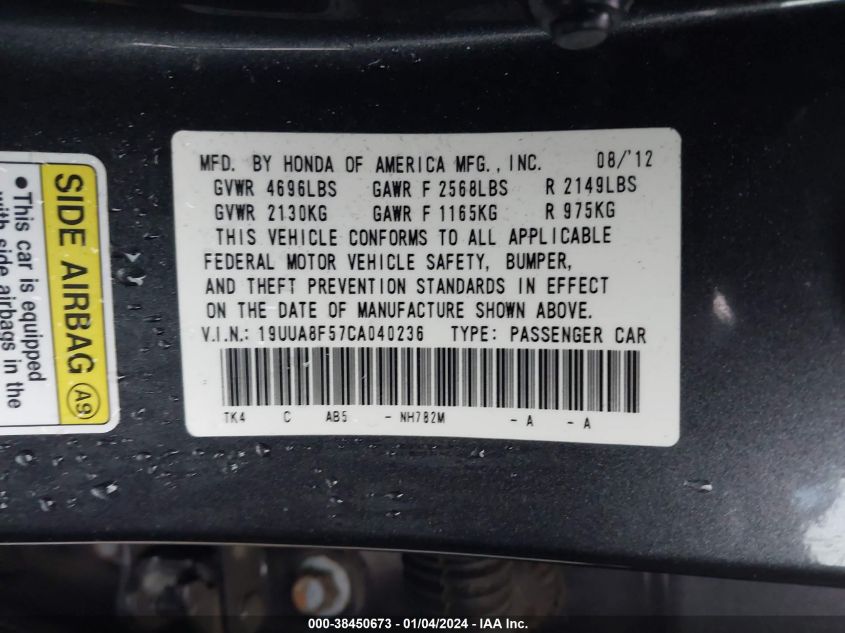 MFD. BY HONDA OF AMERICA MFG., INC. 08/'12
GVWR 4696LBS GAWR F 2568LBS R 2149LBS
GVWR 2130KG GAWR F 1165KG R 975KG
THIS VEHICLE CONFORMS TO ALL APPLICABLE
FEDERAL MOTOR VEHICLE SAFETY, BUMPER,
AND THEFT PREVENTION STANDARDS IN EFFECT
ON THE DATE OF MANUFACTURE SHOWN ABOVE.
V.I.N.: 19UUA8F57CA040236 TYPE: PASSENGER CAR
TK4 C AB5 - NH782M - A - A
SIDE AIRBAG A9
•This car is equipped
with side airbags in the
000-38450673 - 01/04/2024 - IAA, Inc.